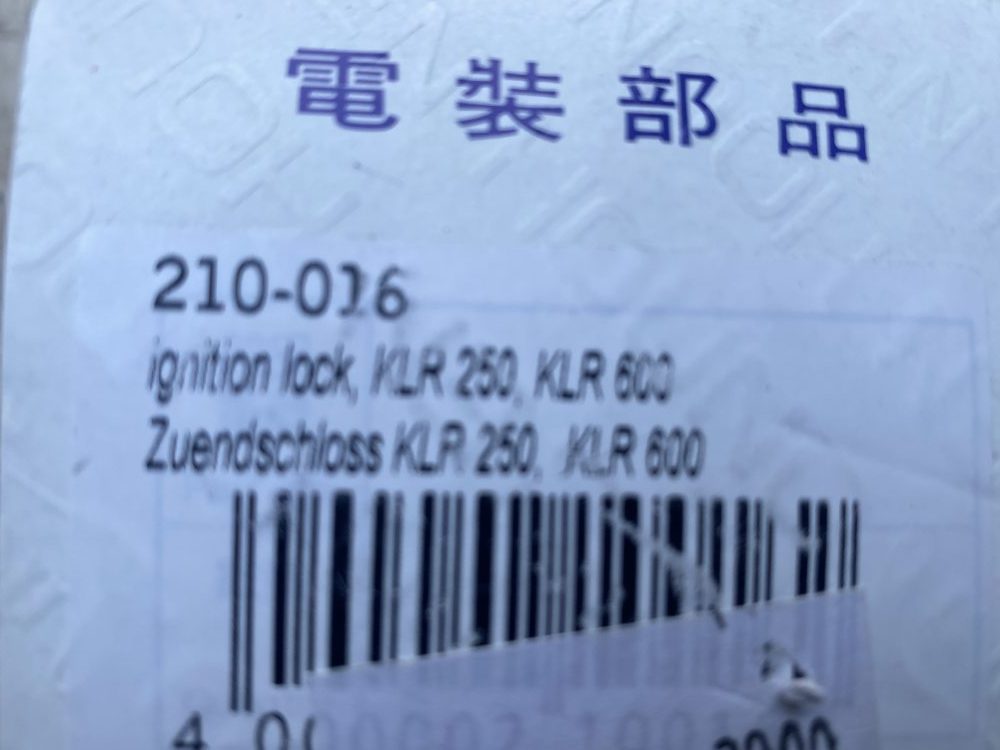 電装部品
210-016
ignition lock, KLR 250, KLR 600
Zuendschloss KLR 250, KLR 600